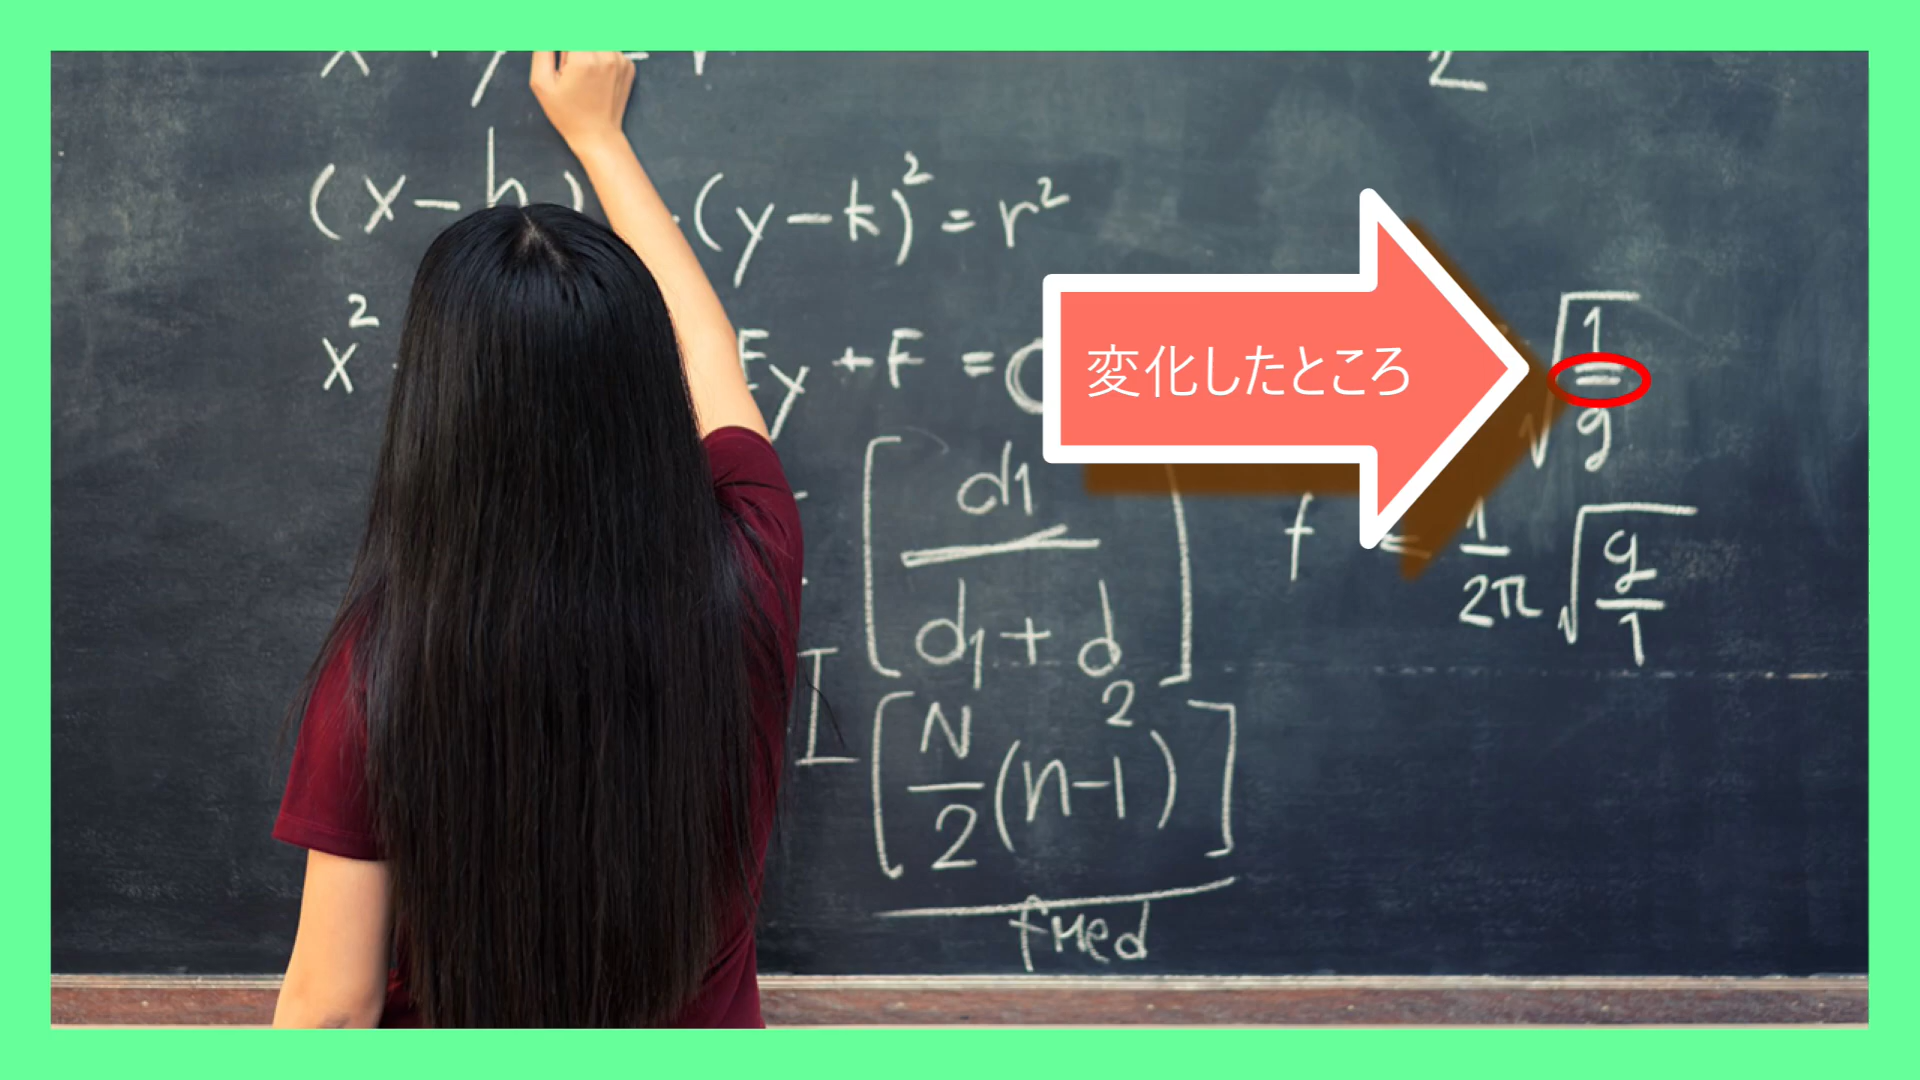 2
(x-h) (y-k)² = r²
x² Ey + F = 0
変化したところ
√1/g
[d1/d1+d2]
f = 1/2π √g/1
I [N/2(n-1)]
fmed